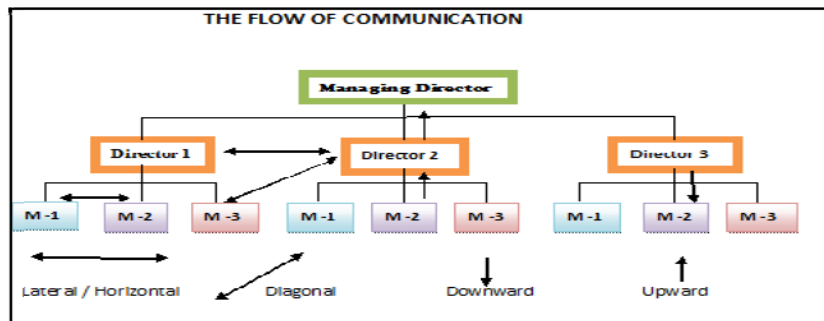 THE FLOW OF COMMUNICATION
Managing Director
Director 1 Director 2 Director 3
M -1 M -2 M -3 M -1 M -2 M -3 M -1 M -2 M -3
Lateral / Horizontal Diagonal Downward Upward